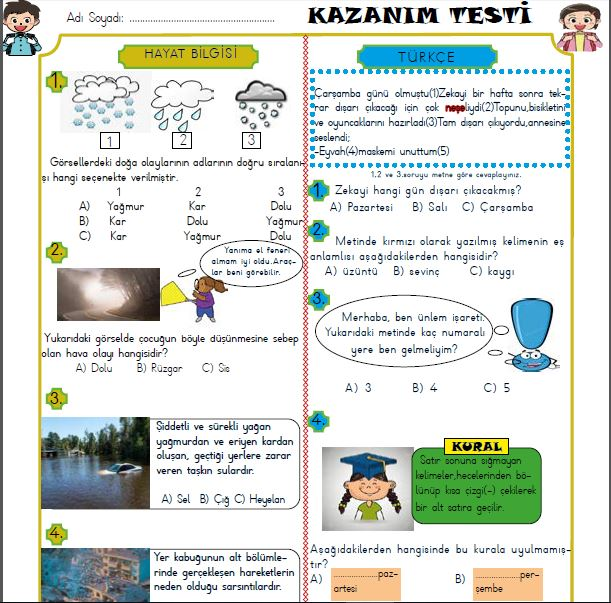 Adı Soyadı: ................................................
KAZANIM TESTİ
HAYAT BİLGİSİ
1.
1
2
3
Görsellerdeki doğa olaylarının adlarının doğru sıralanı-
şı hangi seçenekte verilmiştir.
1 2 3
A) Yağmur Kar Dolu
B) Kar Dolu Yağmur
C) Kar Yağmur Dolu
2.
Yanıma el feneri
almam iyi oldu.Araç-
lar beni görebilir.
Yukarıdaki görselde çocuğun böyle düşünmesine sebep
olan hava olayı hangisidir?
A) Dolu B) Rüzgar C) Sis
3.
Şiddetli ve sürekli yağan
yağmurdan ve eriyen kardan
oluşan, geçtiği yerlere zarar
veren taşkın sulardır.
A) Sel B) Çığ C) Heyelan
4.
Yer kabuğunun alt bölümle-
rinde gerçekleşen hareketlerin
neden olduğu sarsıntılardır.
TÜRKÇE
Çarşamba günü olmuştu(1)Zekayi bir hafta sonra tek-
rar dışarı çıkacağı için çok neşeliydi(2)Topunu,bisikletini
ve oyuncaklarını hazırladı(3)Tam dışarı çıkıyordu,annesine
seslendi;
-Eyvah(4)maskemi unuttum(5)
1,2 ve 3.soruyu metne göre cevaplayınız.
1. Zekayi hangi gün dışarı çıkacakmış?
A) Pazartesi B) Salı C) Çarşamba
2.
Metinde kırmızı olarak yazılmış kelimenin eş
anlamlısı aşağıdakilerden hangisidir?
A) üzüntü B) sevinç C) kaygı
3.
Merhaba, ben ünlem işareti.
Yukarıdaki metinde kaç numaralı
yere ben gelmeliyim?
A) 3 B) 4 C) 5
4.
KURAL
Satır sonuna sığmayan
kelimeler,hecelerinden bö-
lünüp kısa çizgi(-) çekilerek
bir alt satıra geçilir.
Aşağıdakilerden hangisinde bu kurala uyulmamış-
tır?
A) ..................paz-
artesi
B) ..................per-
şembe